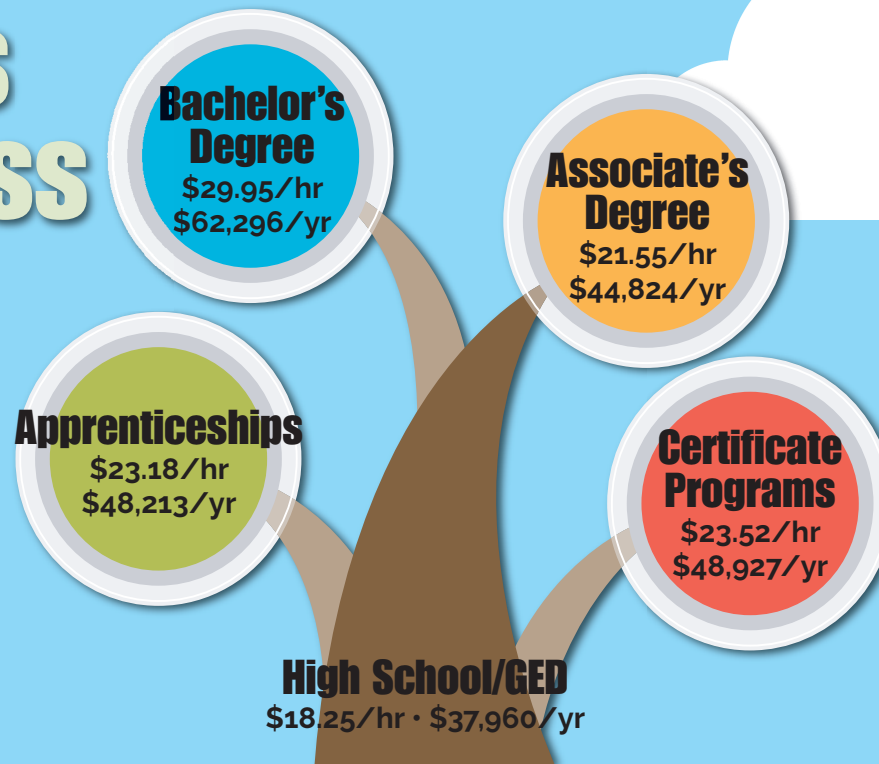 S
SS
Bachelor's
Degree
$29.95/hr
$62,296/yr
Associate's
Degree
$21.55/hr
$44,824/yr
Apprenticeships
$23.18/hr
$48,213/yr
Certificate
Programs
$23.52/hr
$48,927/yr
High School/GED
$18.25/hr • $37,960/yr